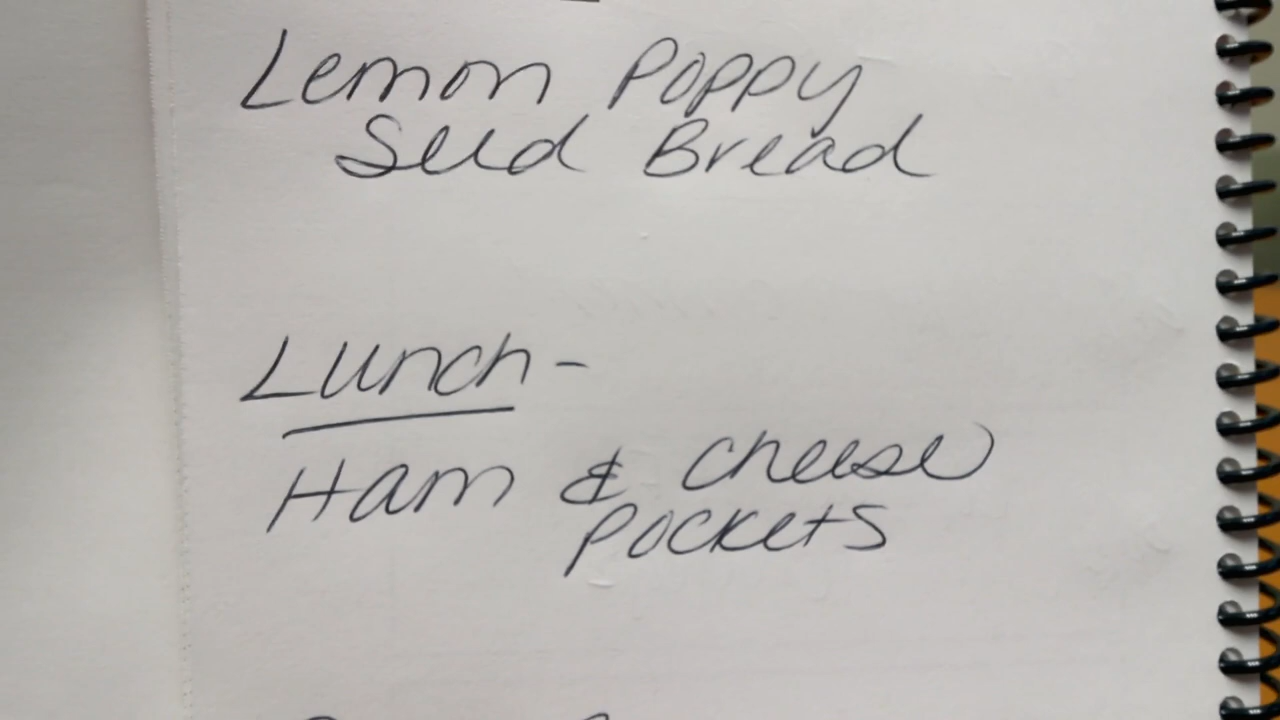 Lemon Poppy
Seed Bread
Lunch-
Ham & Cheese
Pockets